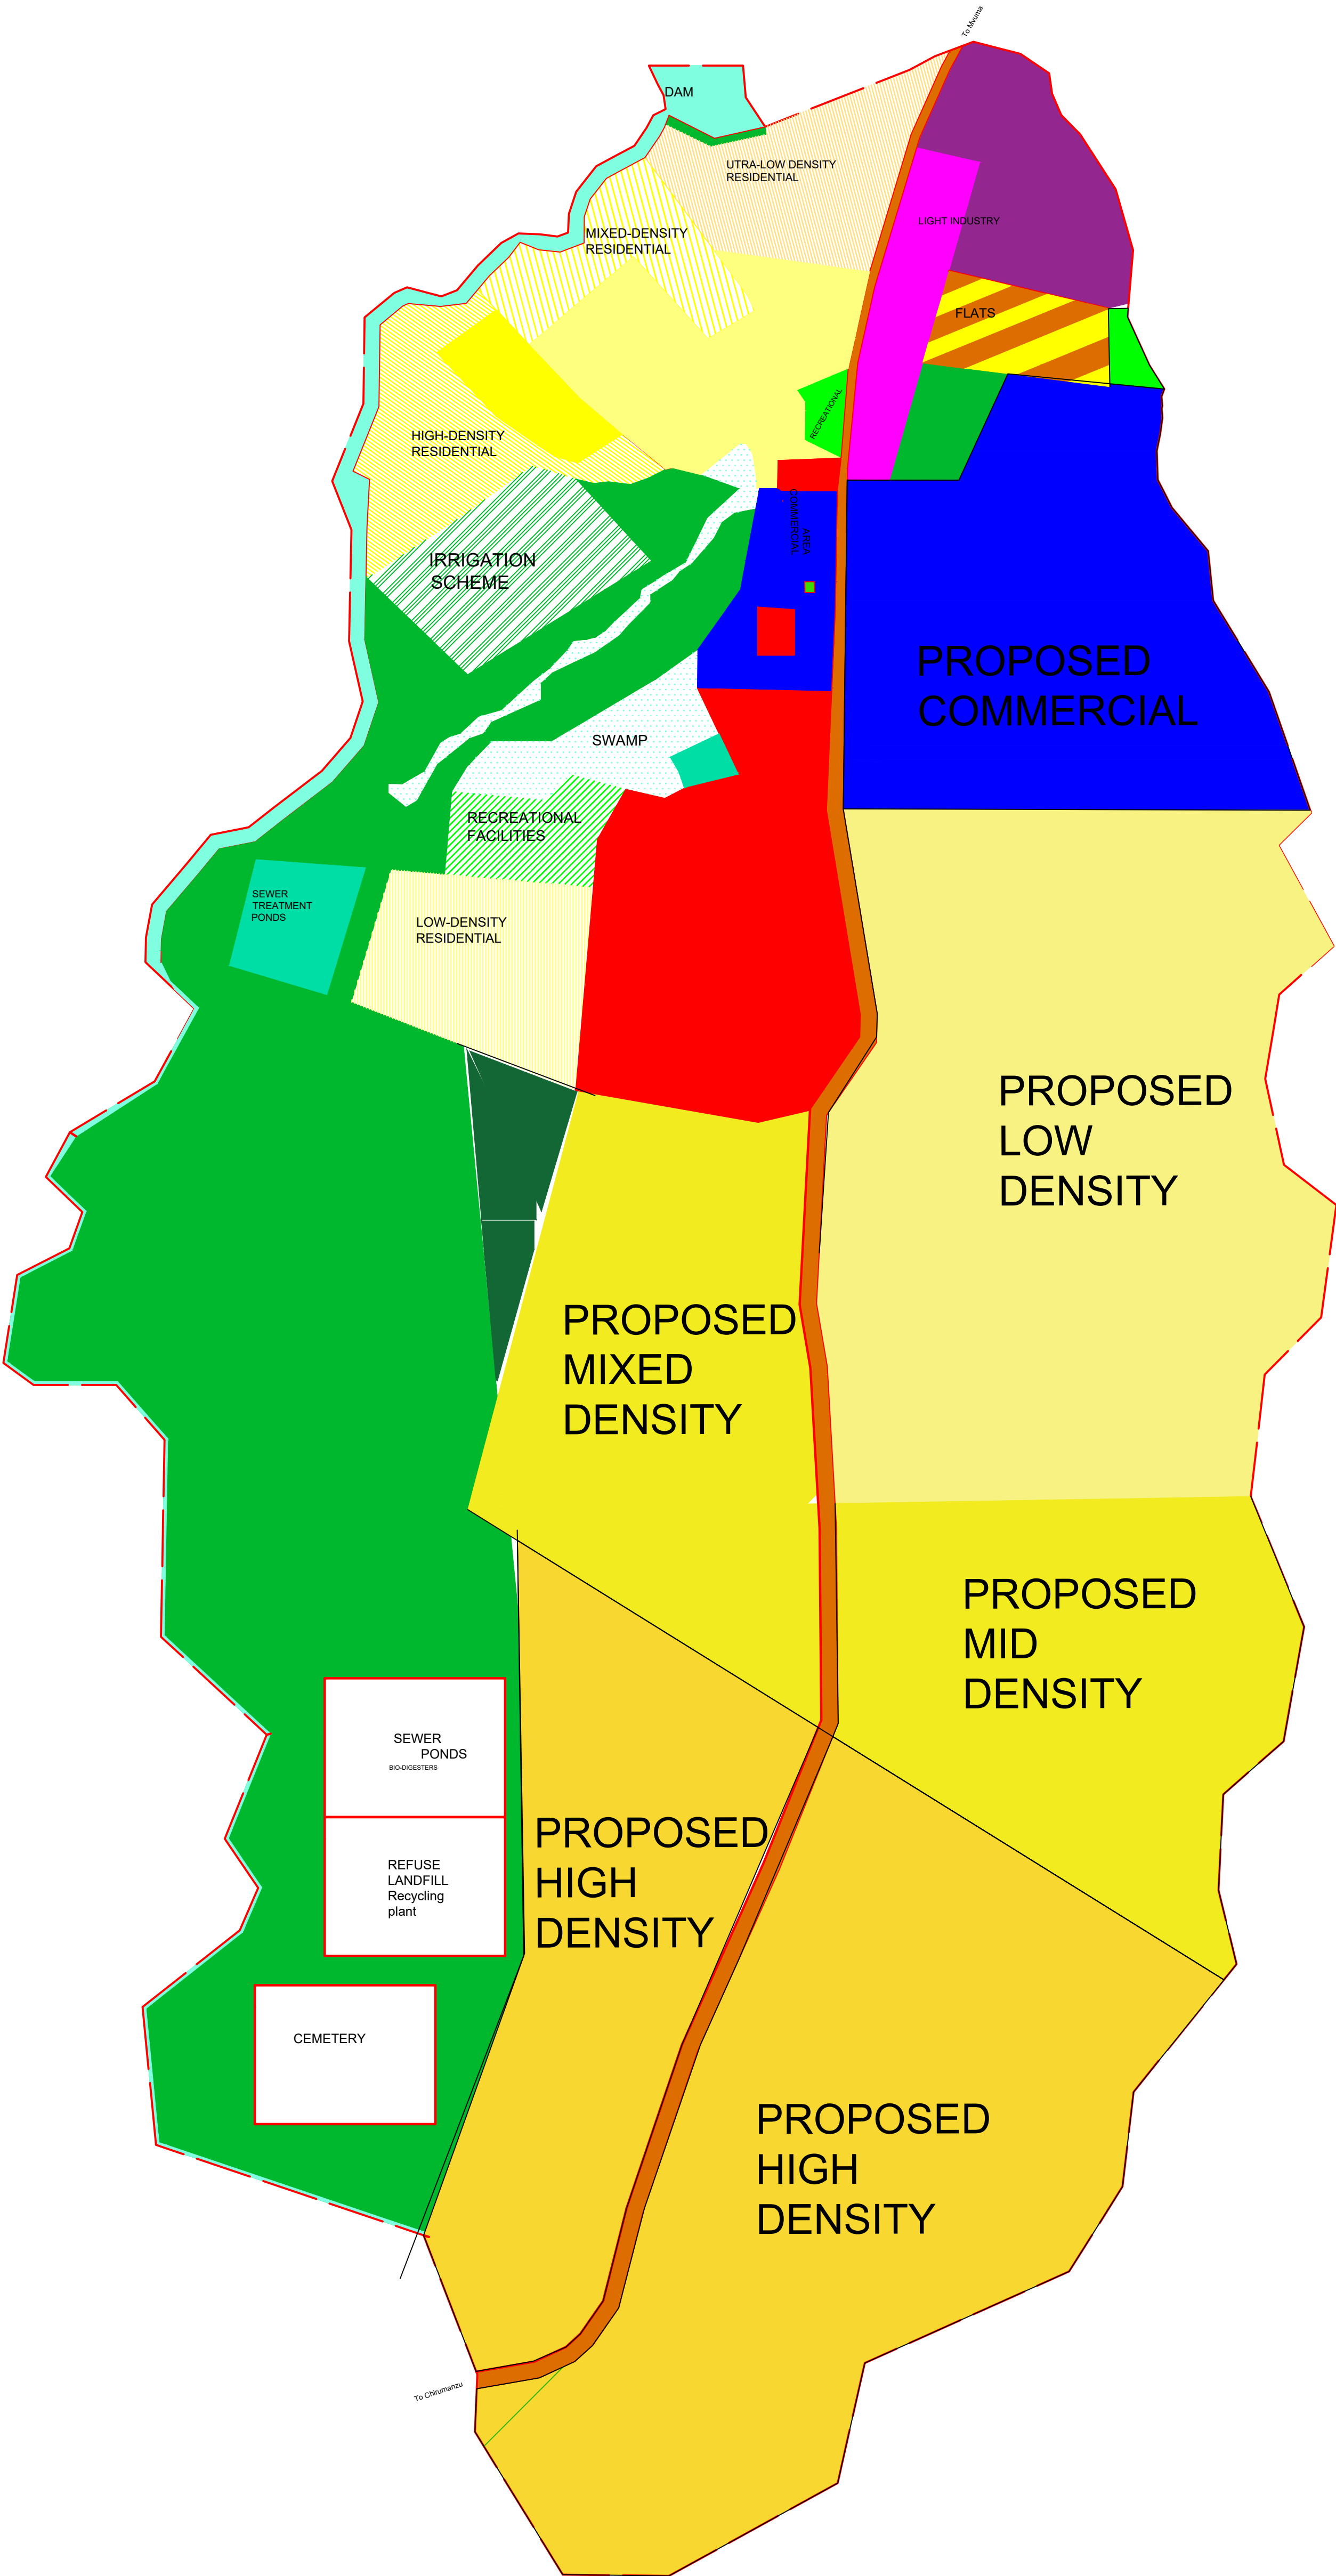 To Mvuma
DAM
UTRA-LOW DENSITY
RESIDENTIAL
LIGHT INDUSTRY
MIXED-DENSITY
RESIDENTIAL
FLATS
RECREATIONAL
HIGH-DENSITY
RESIDENTIAL
COMMERCIAL
AREA
IRRIGATION
SCHEME
PROPOSED
COMMERCIAL
SWAMP
RECREATIONAL
FACILITIES
SEWER
TREATMENT
PONDS
LOW-DENSITY
RESIDENTIAL
PROPOSED
LOW
DENSITY
PROPOSED
MIXED
DENSITY
PROPOSED
MID
DENSITY
SEWER
PONDS
BIO-DIGESTERS
PROPOSED
HIGH
DENSITY
REFUSE
LANDFILL
Recycling
plant
CEMETERY
PROPOSED
HIGH
DENSITY
To Chirumanzu